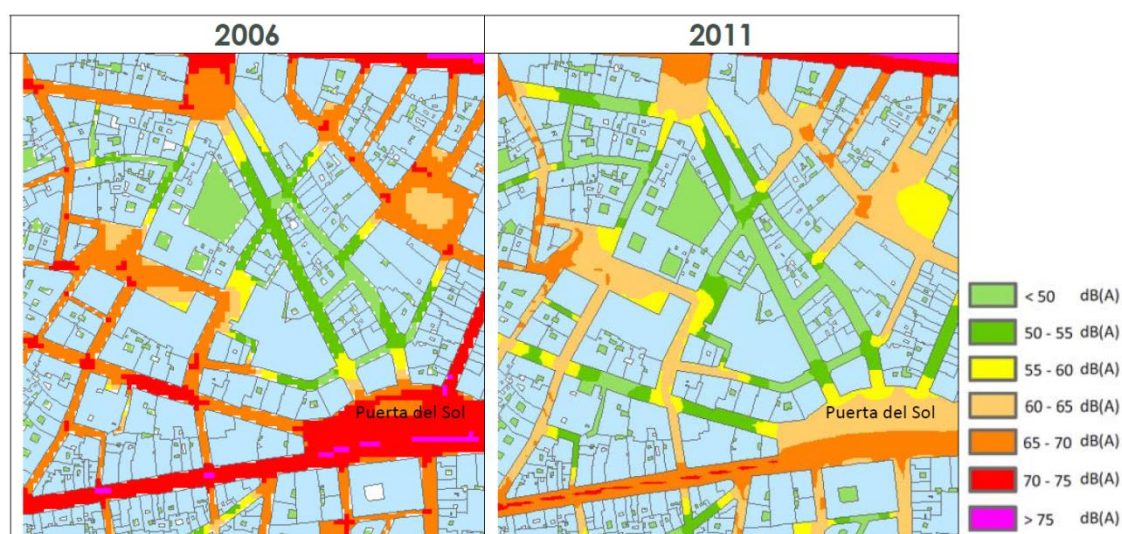 2006
2011
Puerta del Sol
Puerta del Sol
< 50 dB(A)
50 - 55 dB(A)
55 - 60 dB(A)
60 - 65 dB(A)
65 - 70 dB(A)
70 - 75 dB(A)
> 75 dB(A)